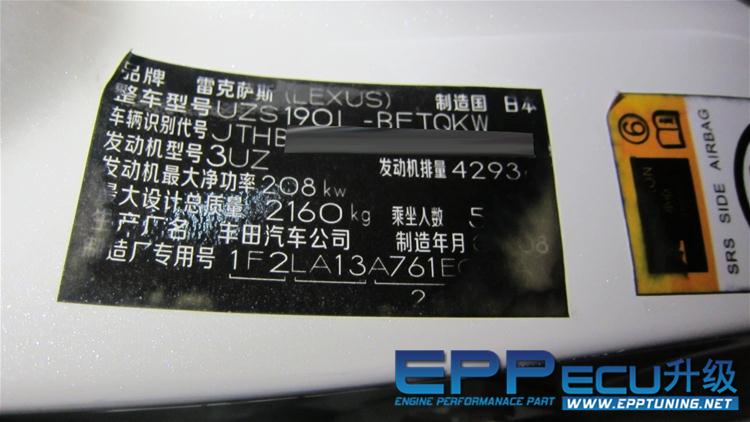 品牌 雷克萨斯 (LEXUS) 制造国 日本
整车型号 UZS190L-BETQKW
车辆识别代号 JTHB
发动机型号 3UZ 发动机排量 4293
发动机最大净功率 208 kw
最大设计总质量 2160 kg 乘坐人数 5
生产厂名 丰田汽车公司 制造年月 08
制造厂专用号 1F2LA13A761E
2
SRS SIDE AIRBAG
EPP ECU升级
ENGINE PERFORMANACE PART
WWW.EPPTUNING.NET